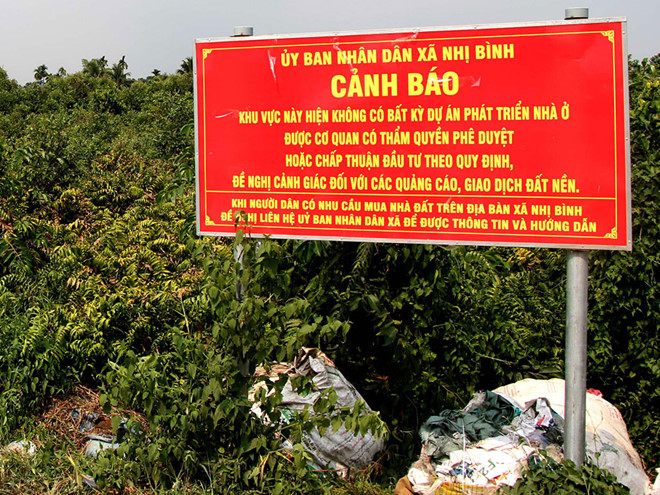 ỦY BAN NHÂN DÂN XÃ NHỊ BÌNH
CẢNH BÁO
KHU VỰC NÀY HIỆN KHÔNG CÓ BẤT KỲ DỰ ÁN PHÁT TRIỂN NHÀ Ở
ĐƯỢC CƠ QUAN CÓ THẨM QUYỀN PHÊ DUYỆT
HOẶC CHẤP THUẬN ĐẦU TƯ THEO QUY ĐỊNH,
ĐỀ NGHỊ CẢNH GIÁC ĐỐI VỚI CÁC QUẢNG CÁO, GIAO DỊCH ĐẤT NỀN.
KHI NGƯỜI DÂN CÓ NHU CẦU MUA NHÀ ĐẤT TRÊN ĐỊA BÀN XÃ NHỊ BÌNH
ĐỀ NGHỊ LIÊN HỆ UỶ BAN NHÂN DÂN XÃ ĐỂ ĐƯỢC THÔNG TIN VÀ HƯỚNG DẪN